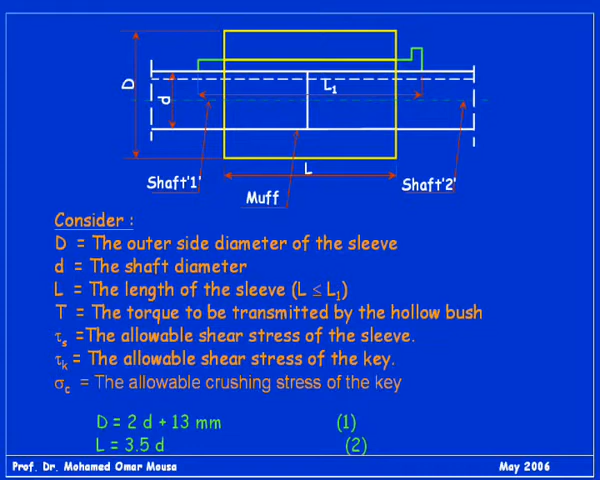 D
d
L1
L
Shaft'1'
Muff
Shaft'2'
Consider :
D = The outer side diameter of the sleeve
d = The shaft diameter
L = The length of the sleeve (L ≤ L1)
T = The torque to be transmitted by the hollow bush
τs =The allowable shear stress of the sleeve.
τk = The allowable shear stress of the key.
σc = The allowable crushing stress of the key
D = 2 d + 13 mm (1)
L = 3.5 d (2)
Prof. Dr. Mohamed Omar Mousa May 2006